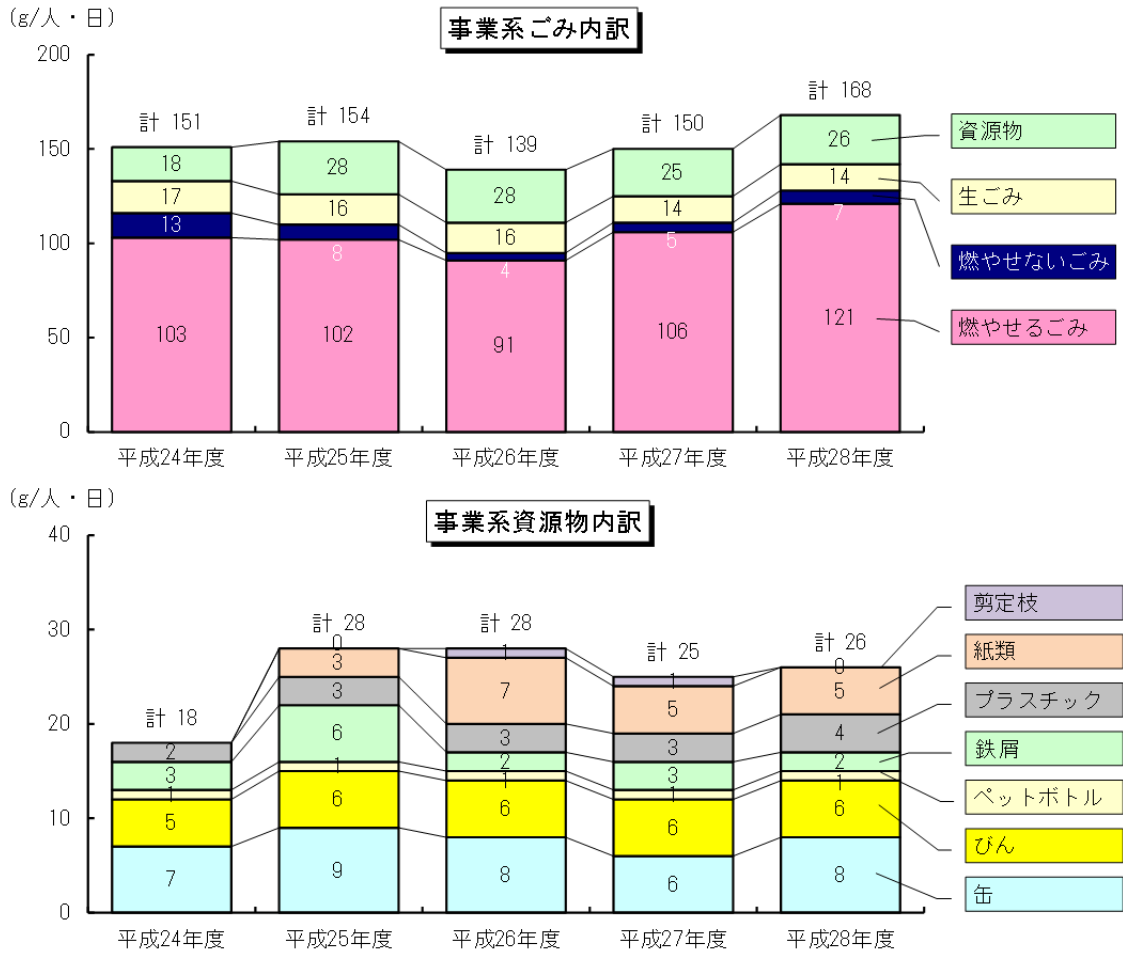 (g/人・日)
事業系ごみ内訳
200
150
100
50
0
計 151
計 154
計 139
計 150
計 168
18
28
28
25
26
17
16
16
14
14
13
8
4
5
7
103
102
91
106
121
資源物
生ごみ
燃やせないごみ
燃やせるごみ
平成24年度
平成25年度
平成26年度
平成27年度
平成28年度
(g/人・日)
事業系資源物内訳
40
30
20
10
0
計 18
計 28
計 28
計 25
計 26
0
1
1
0
3
7
5
5
2
3
3
3
4
3
6
2
3
2
1
1
1
1
1
5
6
6
6
6
7
9
8
6
8
剪定枝
紙類
プラスチック
鉄屑
ペットボトル
びん
缶
平成24年度
平成25年度
平成26年度
平成27年度
平成28年度